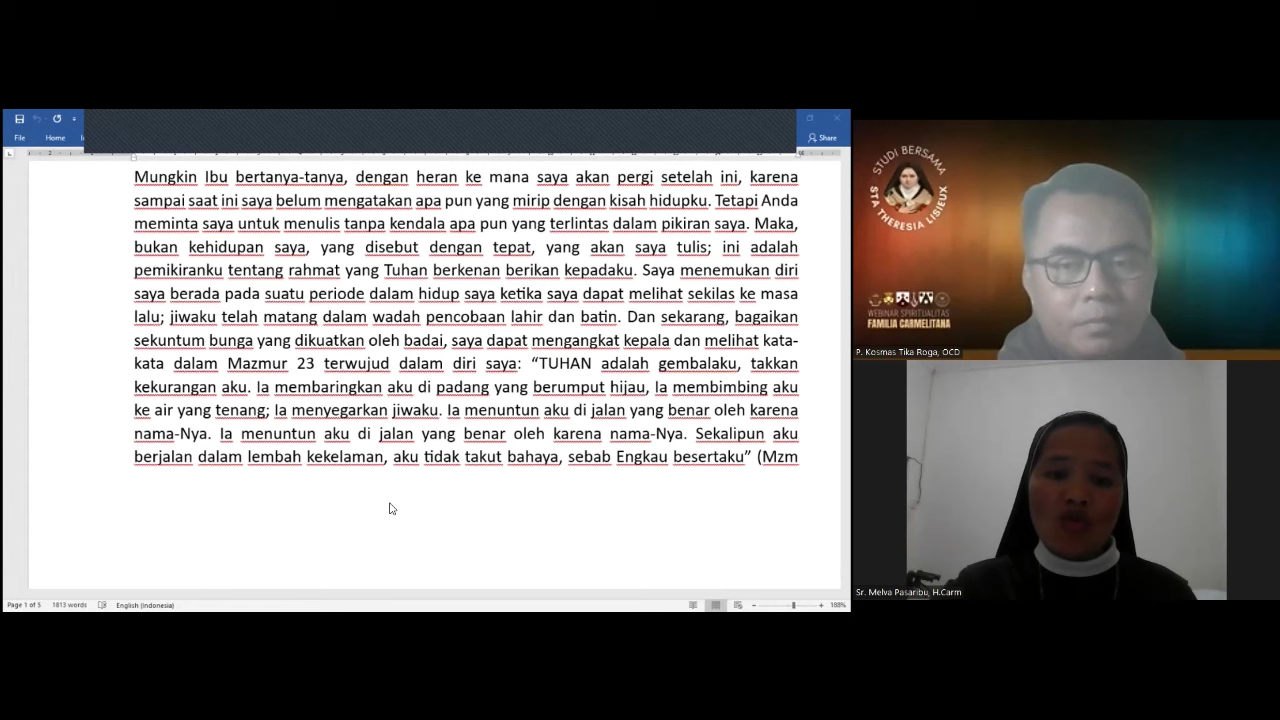 File
Home
Share
Mungkin Ibu bertanya-tanya, dengan heran ke mana saya akan pergi setelah ini, karena
sampai saat ini saya belum mengatakan apa pun yang mirip dengan kisah hidupku. Tetapi Anda
meminta saya untuk menulis tanpa kendala apa pun yang terlintas dalam pikiran saya. Maka,
bukan kehidupan saya, yang disebut dengan tepat, yang akan saya tulis; ini adalah
pemikiranku tentang rahmat yang Tuhan berkenan berikan kepadaku. Saya menemukan diri
saya berada pada suatu periode dalam hidup saya ketika saya dapat melihat sekilas ke masa
lalu; jiwaku telah matang dalam wadah pencobaan lahir dan batin. Dan sekarang, bagaikan
sekuntum bunga yang dikuatkan oleh badai, saya dapat mengangkat kepala dan melihat kata-
kata dalam Mazmur 23 terwujud dalam diri saya: “TUHAN adalah gembalaku, takkan
kekurangan aku. Ia membaringkan aku di padang yang berumput hijau, Ia membimbing aku
ke air yang tenang; Ia menyegarkan jiwaku. Ia menuntun aku di jalan yang benar oleh karena
nama-Nya. Ia menuntun aku di jalan yang benar oleh karena nama-Nya. Sekalipun aku
berjalan dalam lembah kekelaman, aku tidak takut bahaya, sebab Engkau besertaku” (Mzm
Page 1 of 5
1813 words
English (Indonesia)
188%
STUDI BERSAMA
STA THERESIA LISIEUX
WEBINAR SPIRITUALITAS
FAMILIA CARMELITANA
P. Kosmas Tika Roga, OCD
Sr. Melva Pasaribu, H.Carm